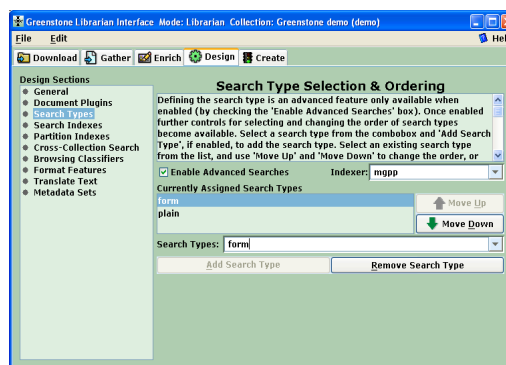 Greenstone Librarian Interface Mode: Librarian Collection: Greenstone demo (demo)
File Edit Hel
Download Gather Enrich Design Create
Design Sections
General
Document Plugins
Search Types
Search Indexes
Partition Indexes
Cross-Collection Search
Browsing Classifiers
Format Features
Translate Text
Metadata Sets
Search Type Selection & Ordering
Defining the search type is an advanced feature only available when
enabled (by checking the 'Enable Advanced Searches' box). Once enabled
further controls for selecting and changing the order of search types
become available. Select a search type from the combobox and 'Add Search
Type', if enabled, to add the search type. Select an existing search type
from the list, and use 'Move Up' and 'Move Down' to change the order, or
Enable Advanced Searches Indexer: mgpp
Currently Assigned Search Types
form
plain
Move Up
Move Down
Search Types: form
Add Search Type Remove Search Type